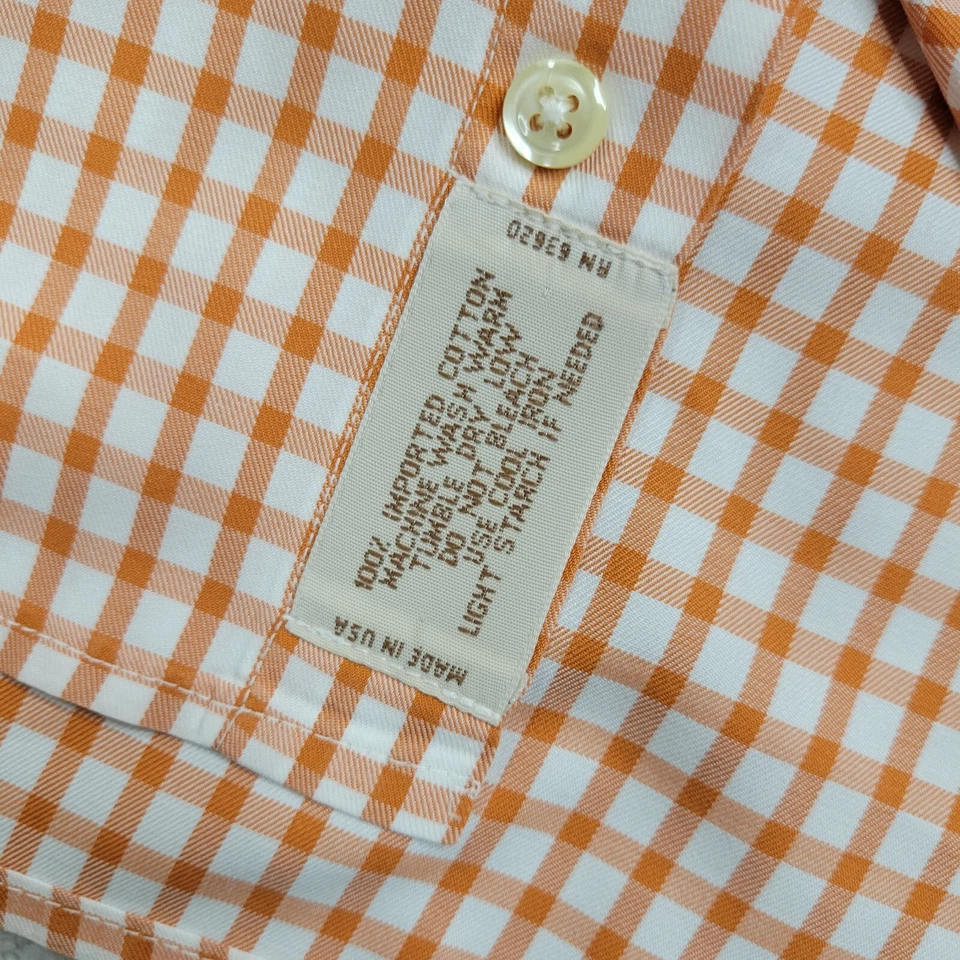 RN 63620
100% IMPORTED COTTON
MACHINE WASH WARM
TUMBLE DRY LOW
DO NOT BLEACH
USE COOL IRON
LIGHT STARCH IF NEEDED
MADE IN USA